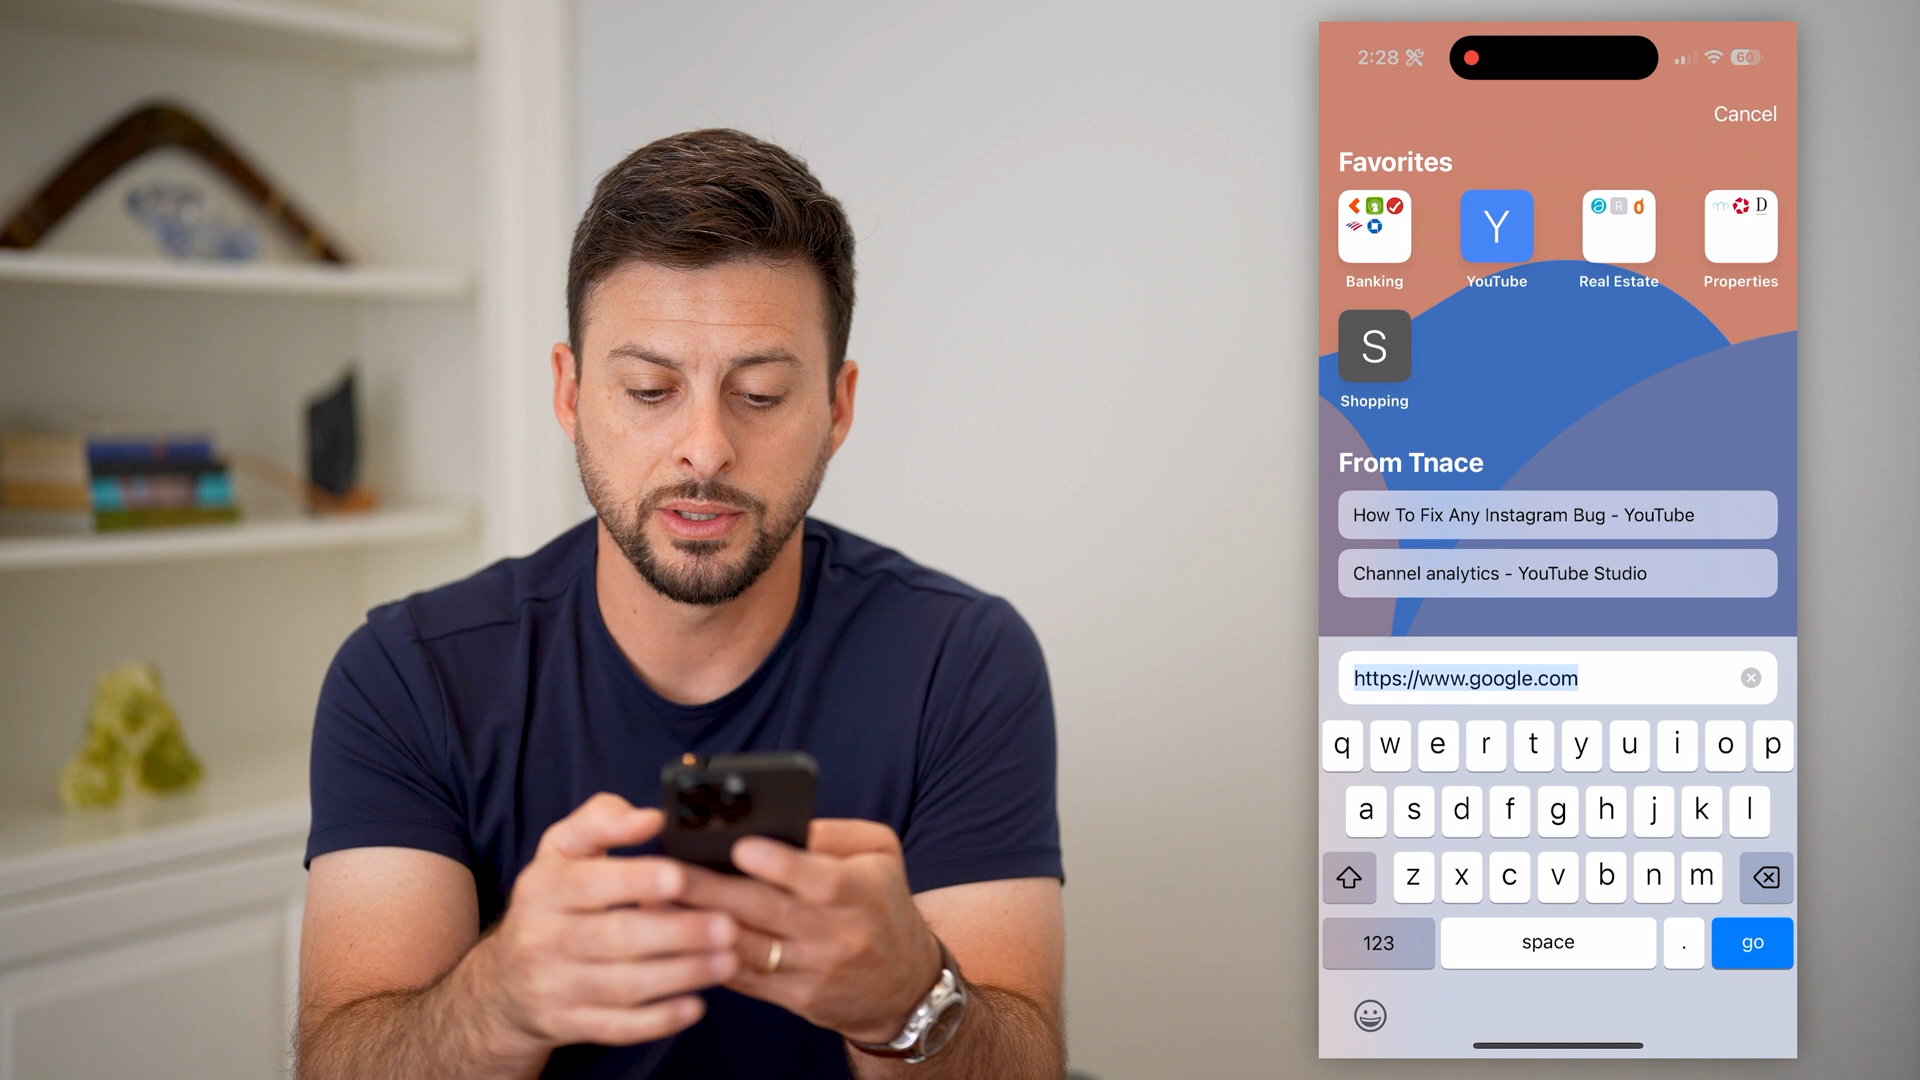 2:28
60
Cancel
Favorites
Y
R
D
Banking
YouTube
Real Estate
Properties
S
Shopping
From Tnace
How To Fix Any Instagram Bug - YouTube
Channel analytics - YouTube Studio
https://www.google.com
q w e r t y u i o p
a s d f g h j k l
z x c v b n m
123 space . go